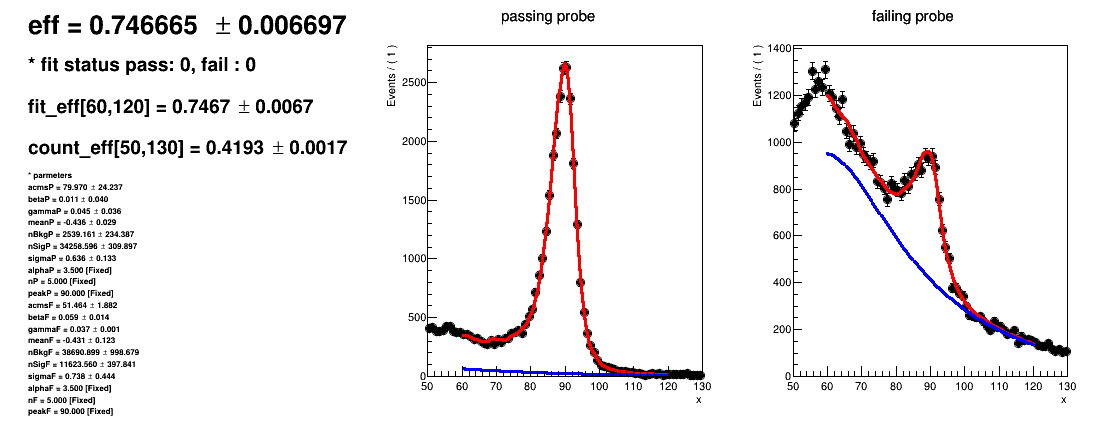 eff = 0.746665 ± 0.006697
* fit status pass: 0, fail : 0
fit_eff[60,120] = 0.7467 ± 0.0067
count_eff[50,130] = 0.4193 ± 0.0017
* parmeters
acmsP = 79.970 ± 24.237
betaP = 0.011 ± 0.040
gammaP = 0.045 ± 0.036
meanP = -0.436 ± 0.029
nBkgP = 2539.161 ± 234.387
nSigP = 34258.596 ± 309.897
sigmaP = 0.636 ± 0.133
alphaP = 3.500 [Fixed]
nP = 5.000 [Fixed]
peakP = 90.000 [Fixed]
acmsF = 51.464 ± 1.882
betaF = 0.059 ± 0.014
gammaF = 0.037 ± 0.001
meanF = -0.431 ± 0.123
nBkgF = 38690.899 ± 998.679
nSigF = 11623.560 ± 397.841
sigmaF = 0.738 ± 0.444
alphaF = 3.500 [Fixed]
nF = 5.000 [Fixed]
peakF = 90.000 [Fixed]
passing probe
Events / ( 1 )
2500
2000
1500
1000
500
0
50 60 70 80 90 100 110 120 130
x
failing probe
Events / ( 1 )
1400
1200
1000
800
600
400
200
0
50 60 70 80 90 100 110 120 130
x